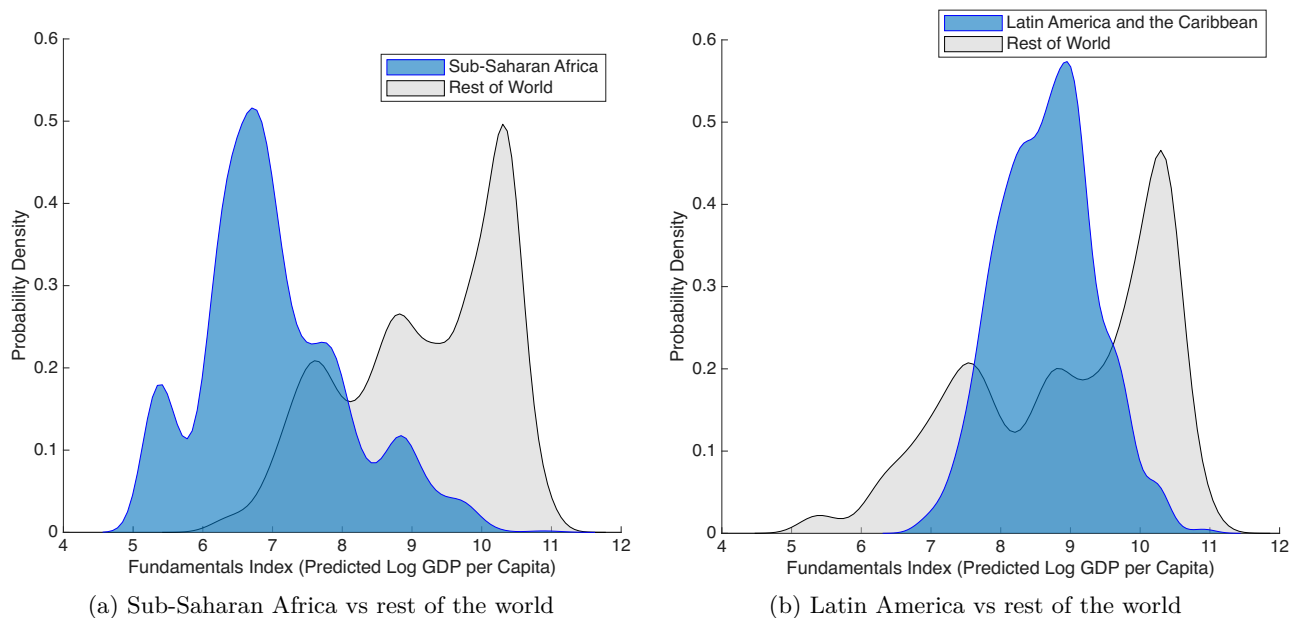 0.6
0.5
0.4
0.3
0.2
0.1
0
Probability Density
Sub-Saharan Africa
Rest of World
4 5 6 7 8 9 10 11 12
Fundamentals Index (Predicted Log GDP per Capita)
(a) Sub-Saharan Africa vs rest of the world
0.6
0.5
0.4
0.3
0.2
0.1
0
Probability Density
Latin America and the Caribbean
Rest of World
4 5 6 7 8 9 10 11 12
Fundamentals Index (Predicted Log GDP per Capita)
(b) Latin America vs rest of the world